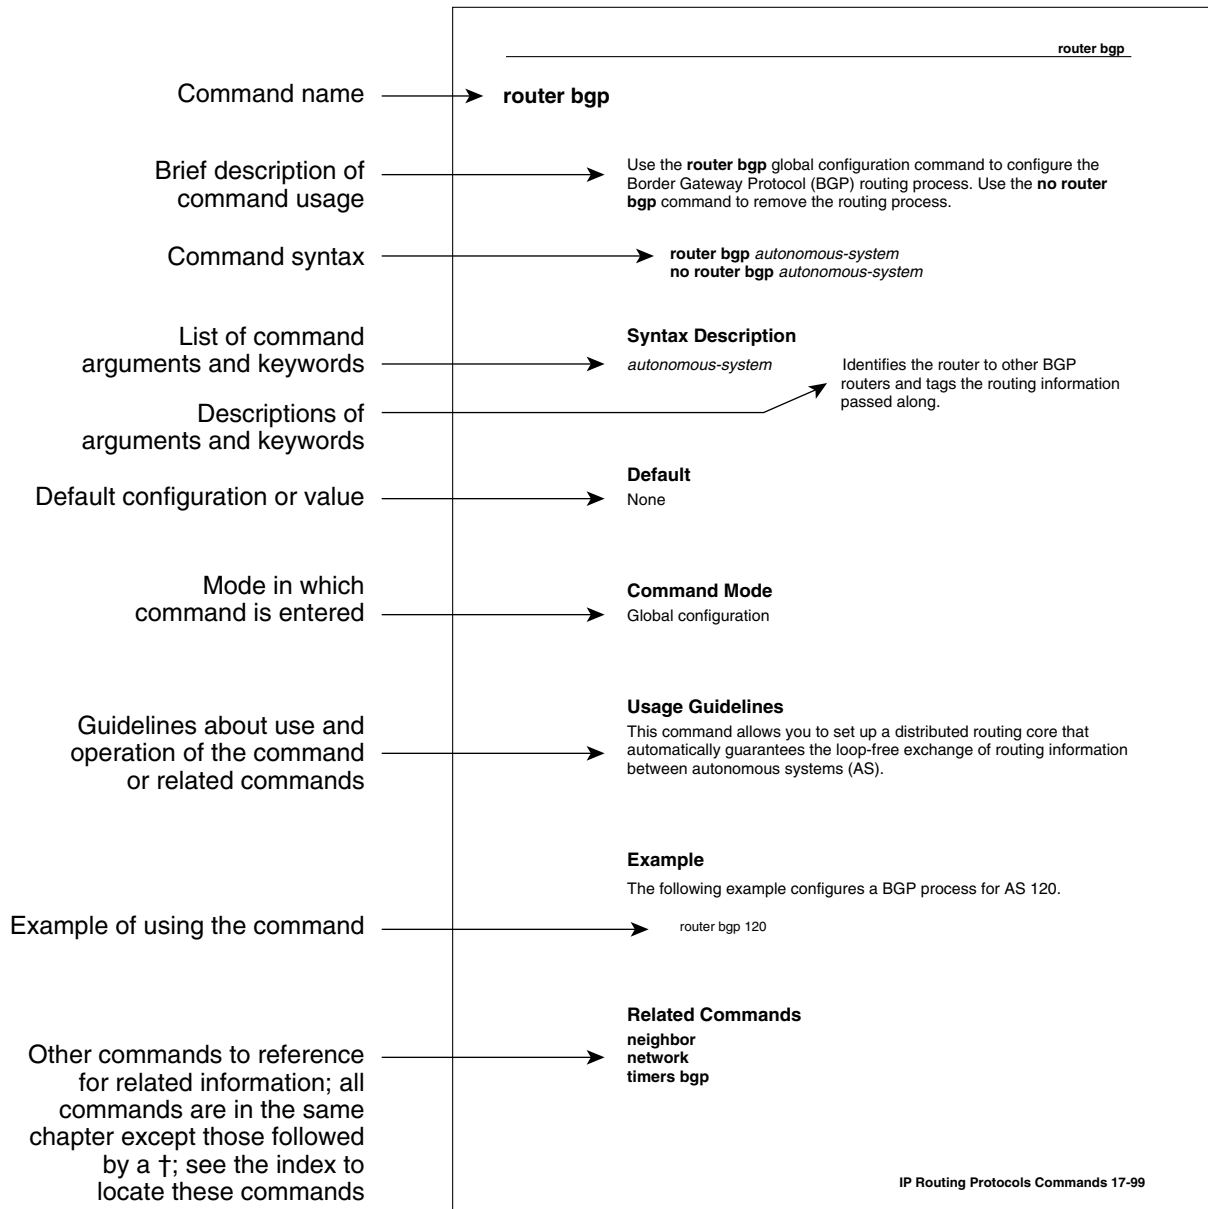 router bgp
Command name
router bgp
Brief description of
command usage
Use the router bgp global configuration command to configure the
Border Gateway Protocol (BGP) routing process. Use the no router
bgp command to remove the routing process.
Command syntax
router bgp autonomous-system
no router bgp autonomous-system
List of command
arguments and keywords
Syntax Description
autonomous-system
Identifies the router to other BGP
routers and tags the routing information
passed along.
Descriptions of
arguments and keywords
Default configuration or value
Default
None
Mode in which
command is entered
Command Mode
Global configuration
Guidelines about use and
operation of the command
or related commands
Usage Guidelines
This command allows you to set up a distributed routing core that
automatically guarantees the loop-free exchange of routing information
between autonomous systems (AS).
Example
The following example configures a BGP process for AS 120.
Example of using the command
router bgp 120
Related Commands
neighbor
network
timers bgp
Other commands to reference
for related information; all
commands are in the same
chapter except those followed
by a †; see the index to
locate these commands
IP Routing Protocols Commands 17-99